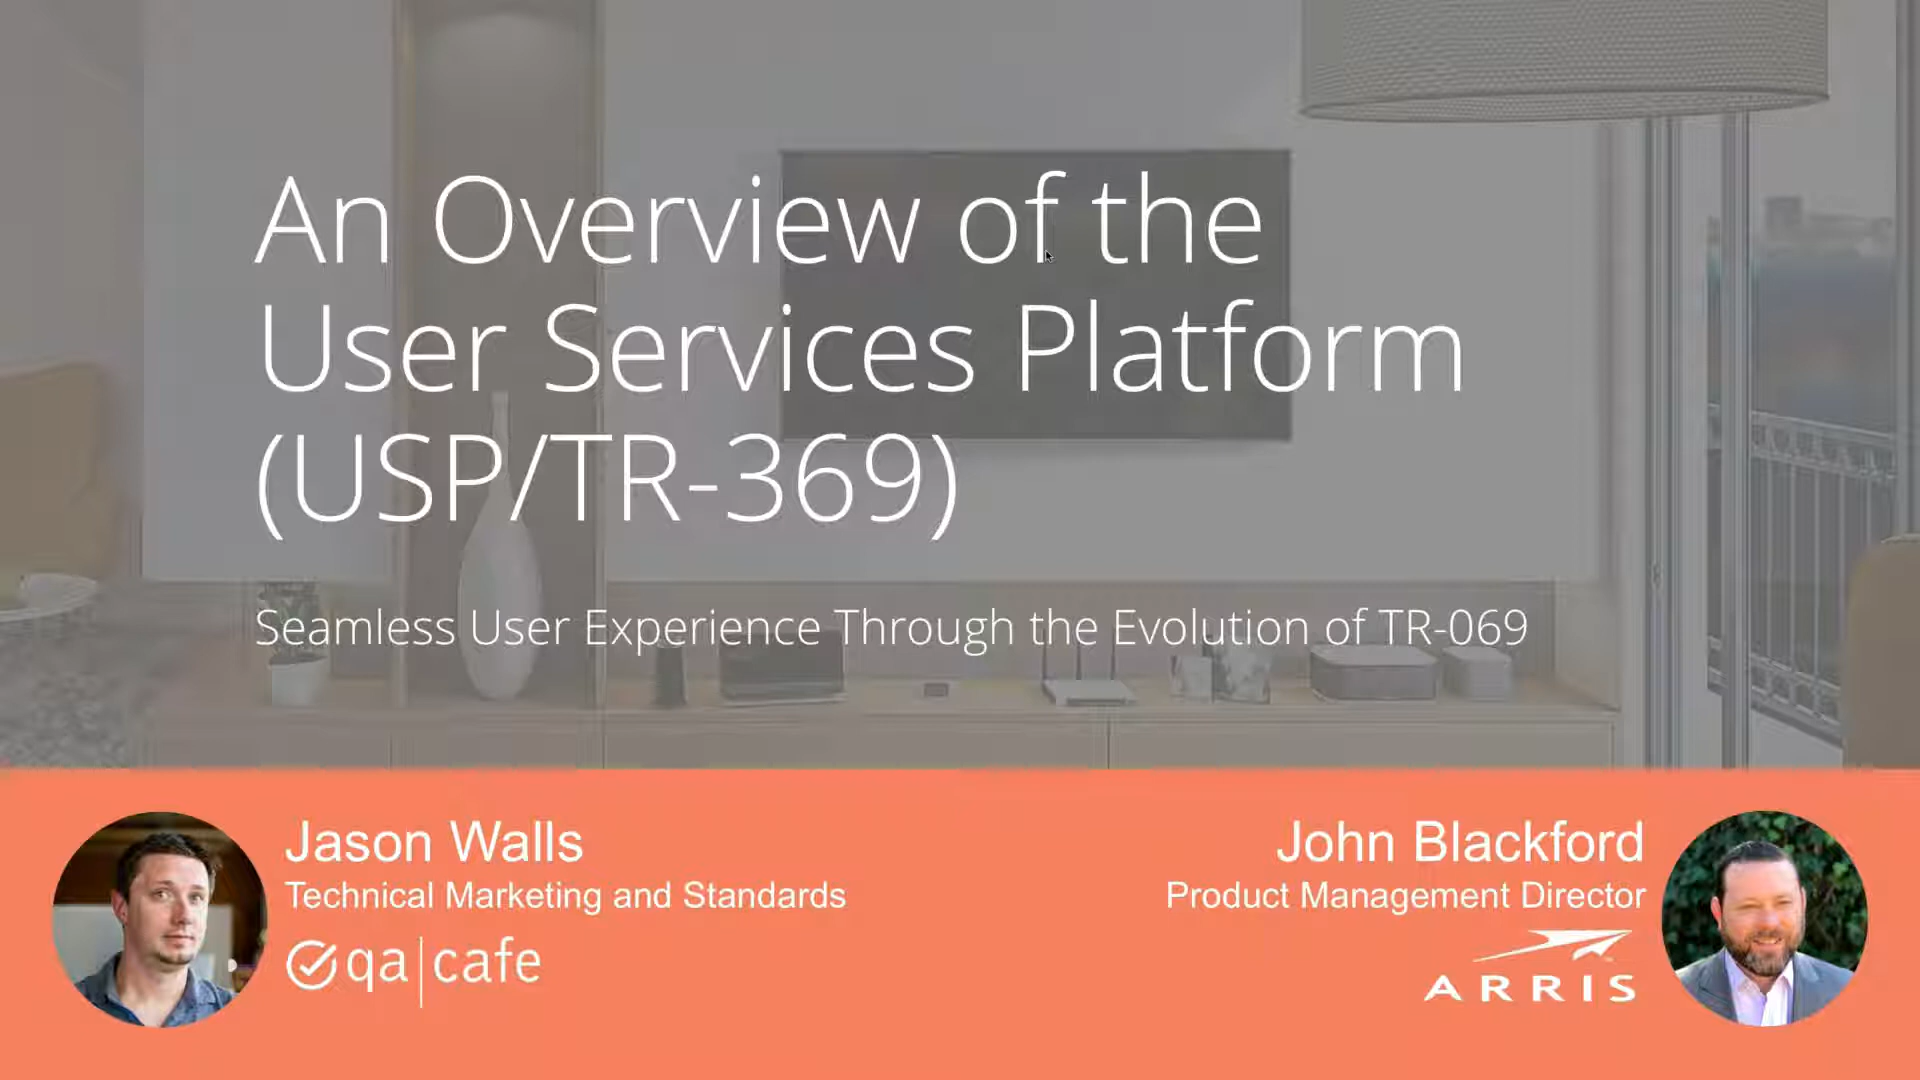 An Overview of the
User Services Platform
(USP/TR-369)
Seamless User Experience Through the Evolution of TR-069
Jason Walls
Technical Marketing and Standards
qa|cafe
John Blackford
Product Management Director
ARRIS